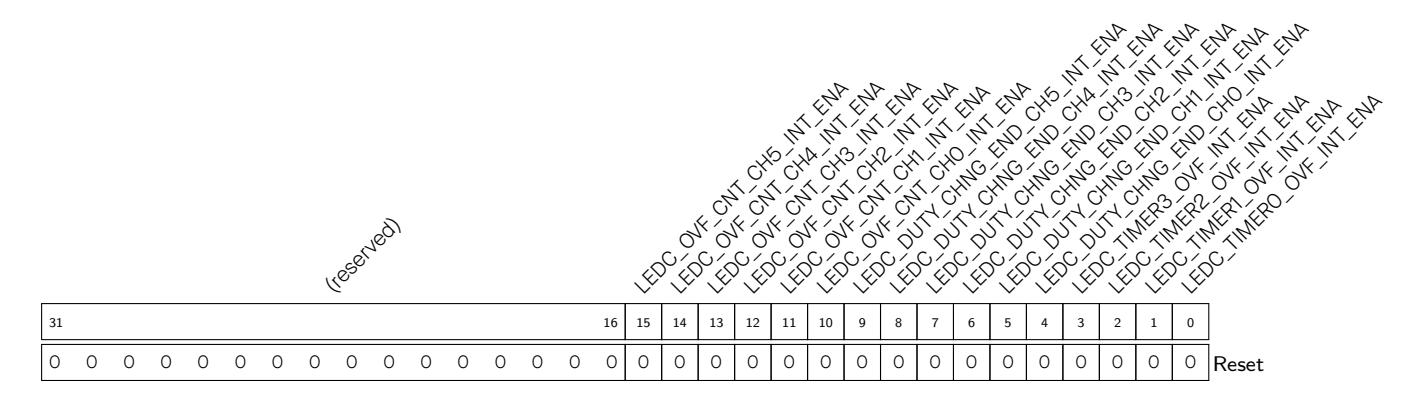 (reserved)
LEDC_OVF_CNT_CH5_INT_ENA
LEDC_OVF_CNT_CH4_INT_ENA
LEDC_OVF_CNT_CH3_INT_ENA
LEDC_OVF_CNT_CH2_INT_ENA
LEDC_OVF_CNT_CH1_INT_ENA
LEDC_OVF_CNT_CH0_INT_ENA
LEDC_DUTY_CHNG_END_CH5_INT_ENA
LEDC_DUTY_CHNG_END_CH4_INT_ENA
LEDC_DUTY_CHNG_END_CH3_INT_ENA
LEDC_DUTY_CHNG_END_CH2_INT_ENA
LEDC_DUTY_CHNG_END_CH1_INT_ENA
LEDC_DUTY_CHNG_END_CH0_INT_ENA
LEDC_TIMER3_OVF_INT_ENA
LEDC_TIMER2_OVF_INT_ENA
LEDC_TIMER1_OVF_INT_ENA
LEDC_TIMER0_OVF_INT_ENA
31 16 15 14 13 12 11 10 9 8 7 6 5 4 3 2 1 0
0 0 0 0 0 0 0 0 0 0 0 0 0 0 0 0 0 0 0 0 0 0 0 0 0 0 0 0 0 0 0 0 Reset